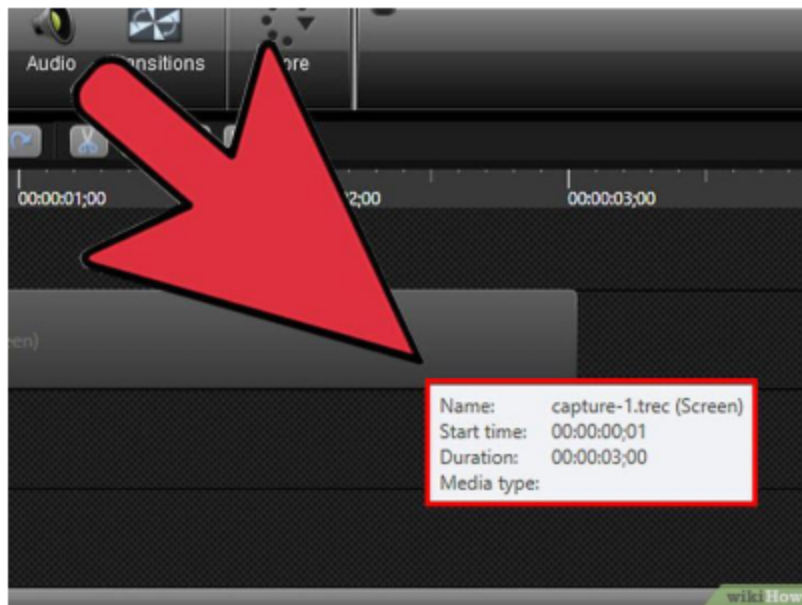 Audio
00:00:01;00
00:00:03;00
Name: capture-1.trec (Screen)
Start time: 00:00:00;01
Duration: 00:00:03;00
Media type:
wikiHow